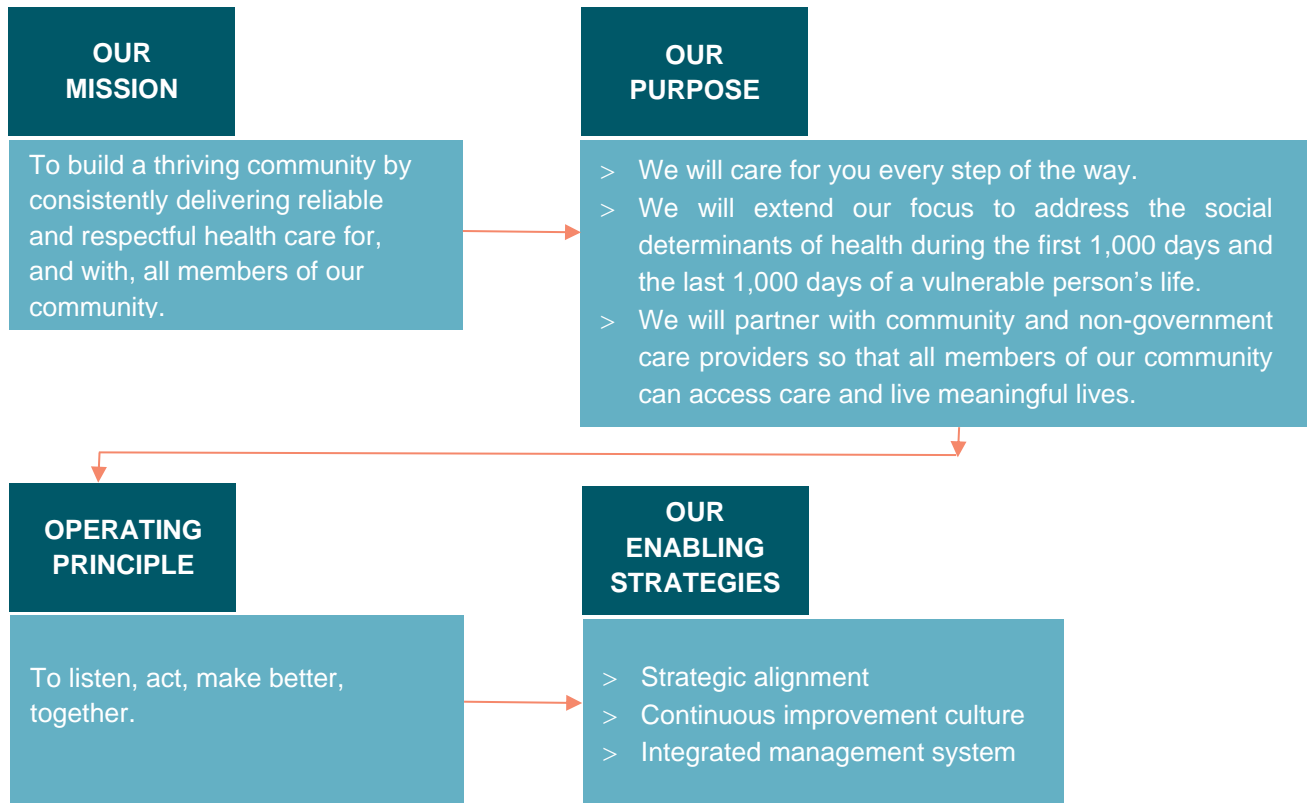 OUR
MISSION
To build a thriving community by
consistently delivering reliable
and respectful health care for,
and with, all members of our
community.
OUR
PURPOSE
> We will care for you every step of the way.
> We will extend our focus to address the social
determinants of health during the first 1,000 days and
the last 1,000 days of a vulnerable person’s life.
> We will partner with community and non-government
care providers so that all members of our community
can access care and live meaningful lives.
OPERATING
PRINCIPLE
To listen, act, make better,
together.
OUR
ENABLING
STRATEGIES
> Strategic alignment
> Continuous improvement culture
> Integrated management system